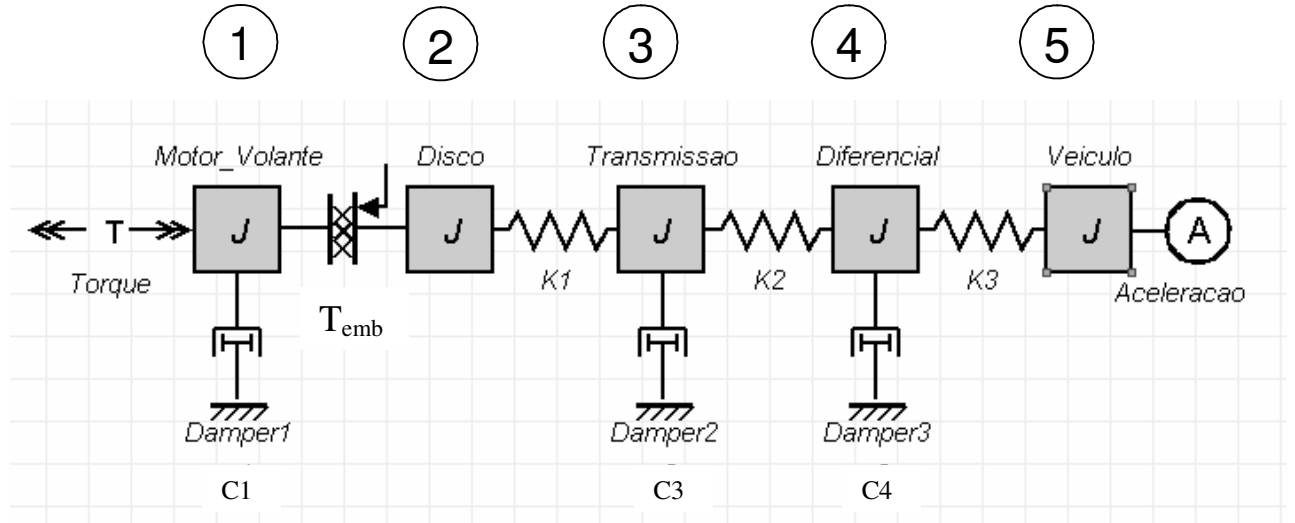 1 2 3 4 5
Motor_Volante Disco Transmissao Diferencial Veiculo
T J J J J J A
Torque K1 K2 K3 Aceleracao
Temb
Damper1 Damper2 Damper3
C1 C3 C4